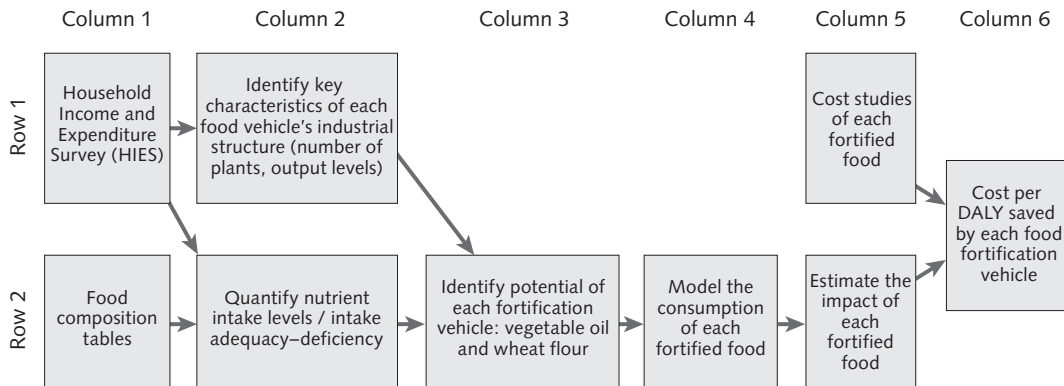 Column 1
Column 2
Column 3
Column 4
Column 5
Column 6
Row 1
Household
Income and
Expenditure
Survey (HIES)
Identify key
characteristics of each
food vehicle's industrial
structure (number of
plants, output levels)
Cost studies
of each
fortified
food
Cost per
DALY saved
by each food
fortification
vehicle
Row 2
Food
composition
tables
Quantify nutrient
intake levels / intake
adequacy–deficiency
Identify potential of
each fortification
vehicle: vegetable oil
and wheat flour
Model the
consumption
of each
fortified food
Estimate the
impact of
each
fortified
food